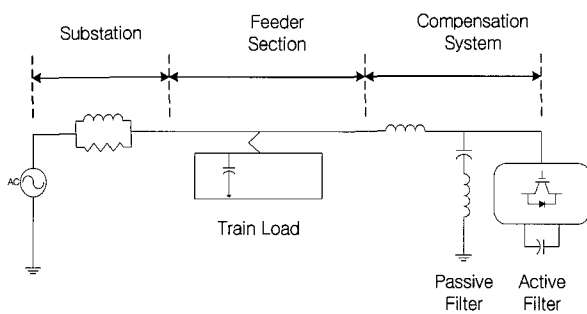 Substation
Feeder
Section
Compensation
System
AC
Train Load
Passive
Filter
Active
Filter